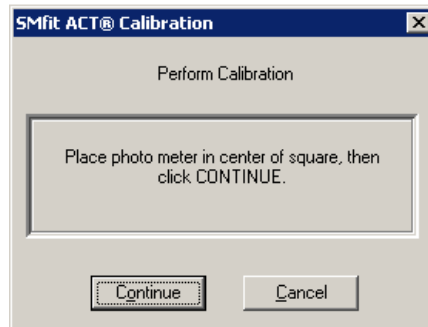 SMfit ACT® Calibration
Perform Calibration
Place photo meter in center of square, then
click CONTINUE.
Continue Cancel